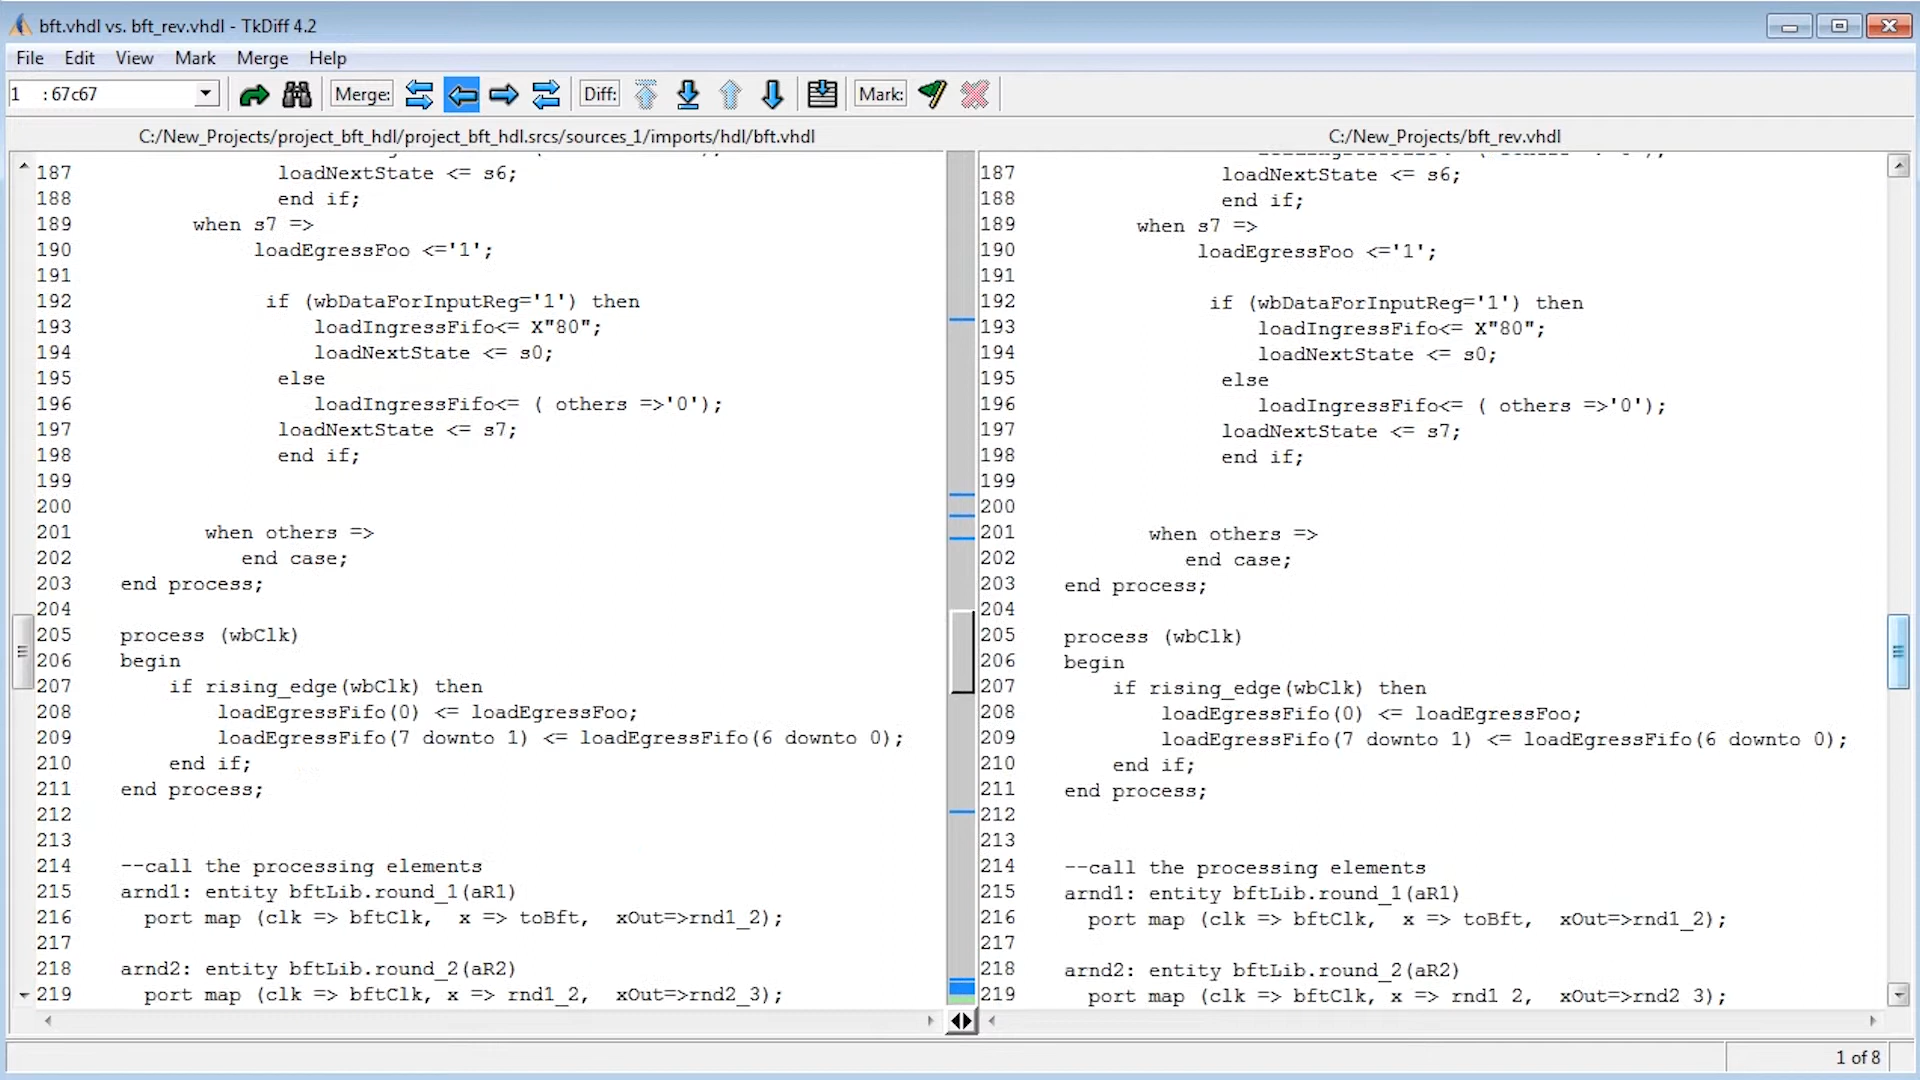 bft.vhdl vs. bft_rev.vhdl - TkDiff 4.2
File Edit View Mark Merge Help
1 : 67c67 Merge: Diff: Mark:
C:/New_Projects/project_bft_hdl/project_bft_hdl.srcs/sources_1/imports/hdl/bft.vhdl
187 loadNextState <= s6;
188 end if;
189 when s7 =>
190 loadEgressFoo <='1';
191
192 if (wbDataForInputReg='1') then
193 loadIngressFifo<= X"80";
194 loadNextState <= s0;
195 else
196 loadIngressFifo<= ( others =>'0');
197 loadNextState <= s7;
198 end if;
199
200
201 when others =>
202 end case;
203 end process;
204
205 process (wbClk)
206 begin
207 if rising_edge(wbClk) then
208 loadEgressFifo(0) <= loadEgressFoo;
209 loadEgressFifo(7 downto 1) <= loadEgressFifo(6 downto 0);
210 end if;
211 end process;
212
213
214 --call the processing elements
215 arnd1: entity bftLib.round_1(aR1)
216 port map (clk => bftClk, x => toBft, xOut=>rnd1_2);
217
218 arnd2: entity bftLib.round_2(aR2)
219 port map (clk => bftClk, x => rnd1_2, xOut=>rnd2_3);
C:/New_Projects/bft_rev.vhdl
187 loadNextState <= s6;
188 end if;
189 when s7 =>
190 loadEgressFoo <='1';
191
192 if (wbDataForInputReg='1') then
193 loadIngressFifo<= X"80";
194 loadNextState <= s0;
195 else
196 loadIngressFifo<= ( others =>'0');
197 loadNextState <= s7;
198 end if;
199
200
201 when others =>
202 end case;
203 end process;
204
205 process (wbClk)
206 begin
207 if rising_edge(wbClk) then
208 loadEgressFifo(0) <= loadEgressFoo;
209 loadEgressFifo(7 downto 1) <= loadEgressFifo(6 downto 0);
210 end if;
211 end process;
212
213
214 --call the processing elements
215 arnd1: entity bftLib.round_1(aR1)
216 port map (clk => bftClk, x => toBft, xOut=>rnd1_2);
217
218 arnd2: entity bftLib.round_2(aR2)
219 port map (clk => bftClk, x => rnd1 2, xOut=>rnd2 3);
1 of 8